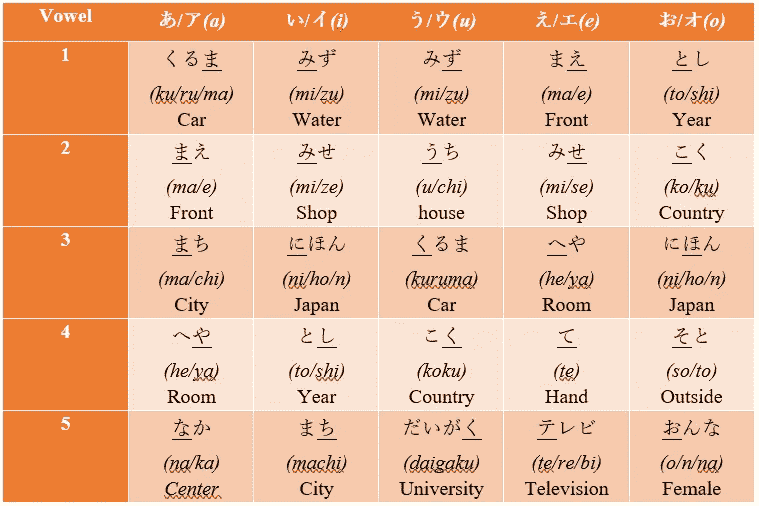 Vowel あ/ア(a) い/イ(i) う/ウ(u) え/エ(e) お/オ(o)
1 くるま みず みず まえ とし
(ku/ru/ma) (mi/zu) (mi/zu) (ma/e) (to/shi)
Car Water Water Front Year
2 まえ みせ うち みせ こく
(ma/e) (mi/ze) (u/chi) (mi/se) (ko/ku)
Front Shop house Shop Country
3 まち にほん くるま へや にほん
(ma/chi) (ni/ho/n) (kuruma) (he/ya) (ni/ho/n)
City Japan Car Room Japan
4 へや とし こく て そと
(he/ya) (to/shi) (koku) (te) (so/to)
Room Year Country Hand Outside
5 なか まち だいがく テレビ おんな
(na/ka) (machi) (daigaku) (te/re/bi) (o/n/na)
Center City University Television Female